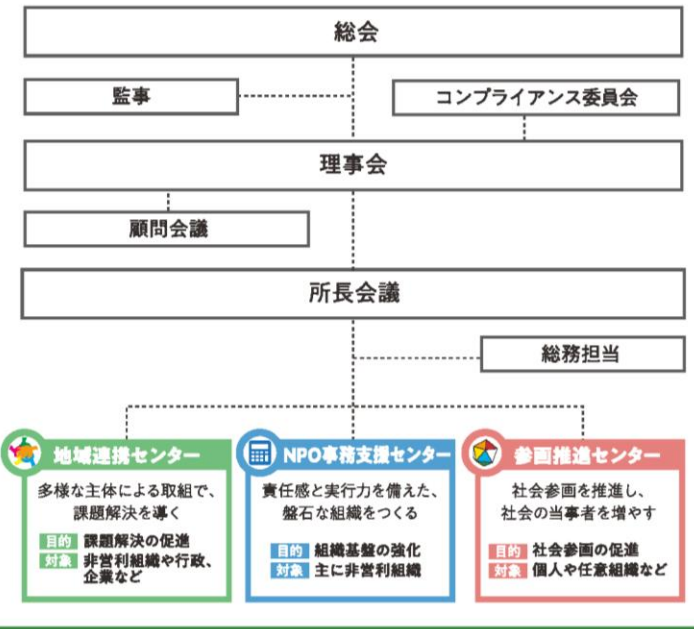 総会
監事
コンプライアンス委員会
理事会
顧問会議
所長会議
総務担当
地域連携センター
多様な主体による取組で、
課題解決を導く
目的 課題解決の促進
対象 非営利組織や行政、
企業など
NPO事務支援センター
責任感と実行力を備えた、
盤石な組織をつくる
目的 組織基盤の強化
対象 主に非営利組織
参画推進センター
社会参画を推進し、
社会の当事者を増やす
目的 社会参画の促進
対象 個人や任意組織など